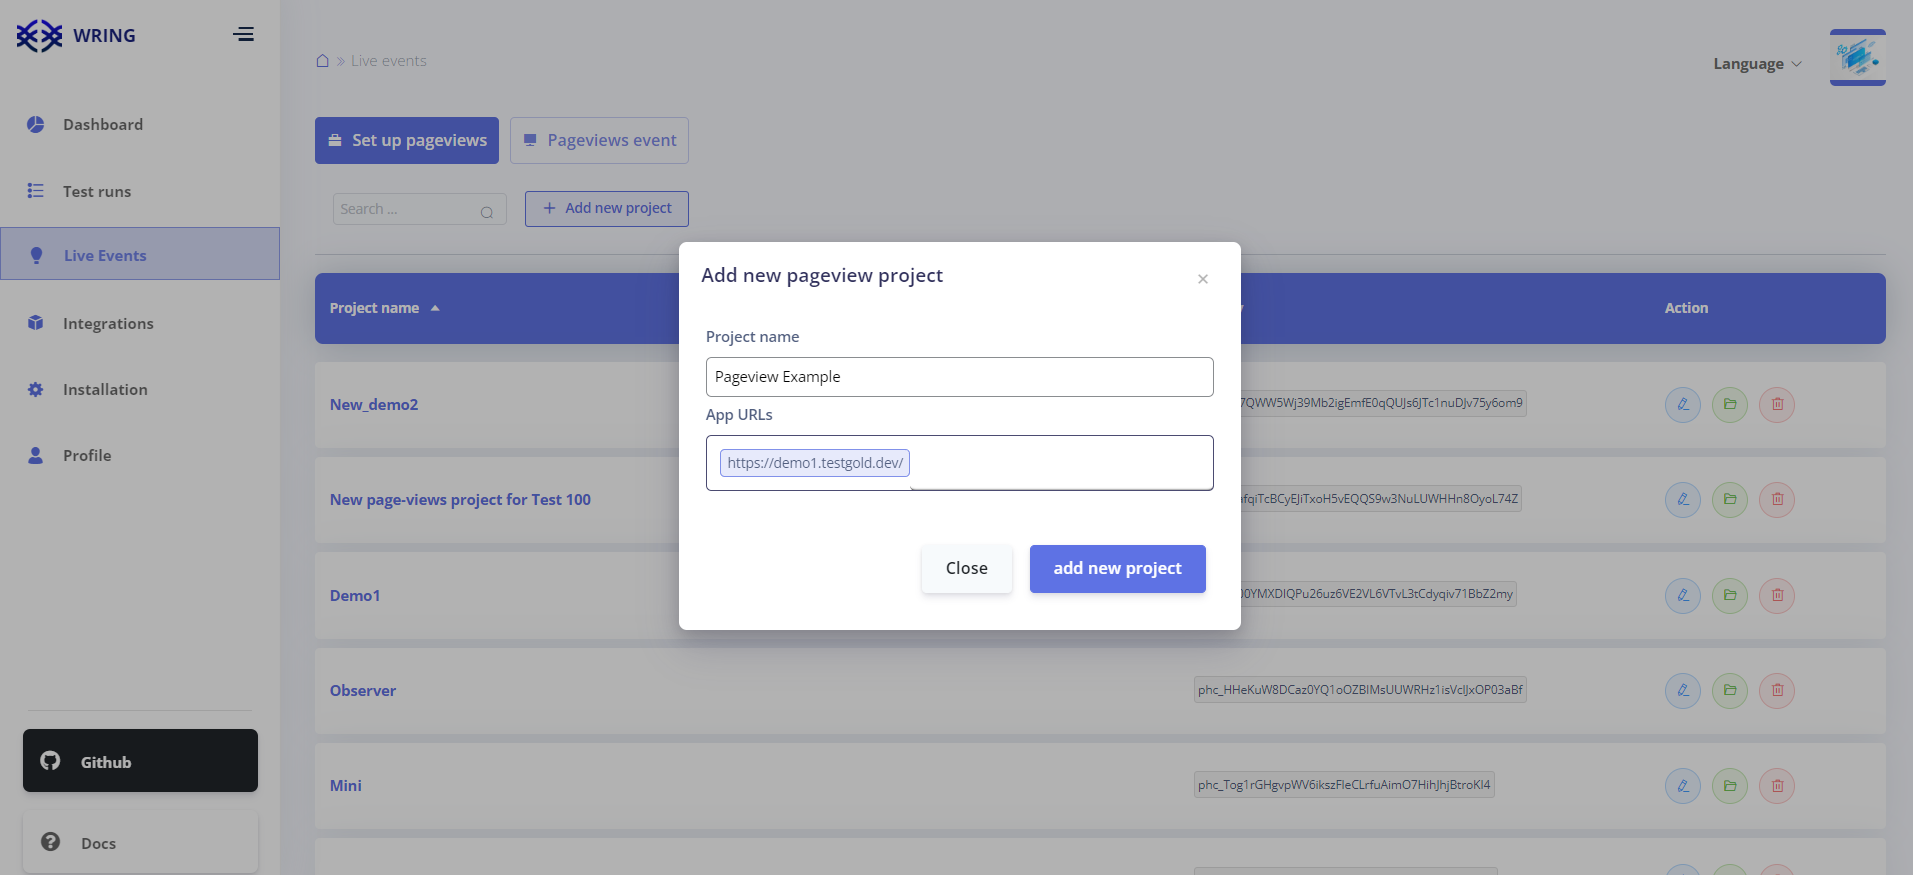 WRING
Dashboard
Test runs
Live Events
Integrations
Installation
Profile
Github
Docs
» Live events
Language
Set up pageviews
Pageviews event
Search ...
+ Add new project
Project name
Action
New_demo2
New page-views project for Test 100
Demo1
Observer
phc_HHeKuW8DCaz0YQ1oOZBIMsUUWRHz1isVclJxOP03aBf
Mini
phc_Tog1rGHgvpWV6ikszFleCLrfuAimO7HihJhjBtroKl4
Add new pageview project
×
Project name
Pageview Example
App URLs
https://demo1.testgold.dev/
Close
add new project